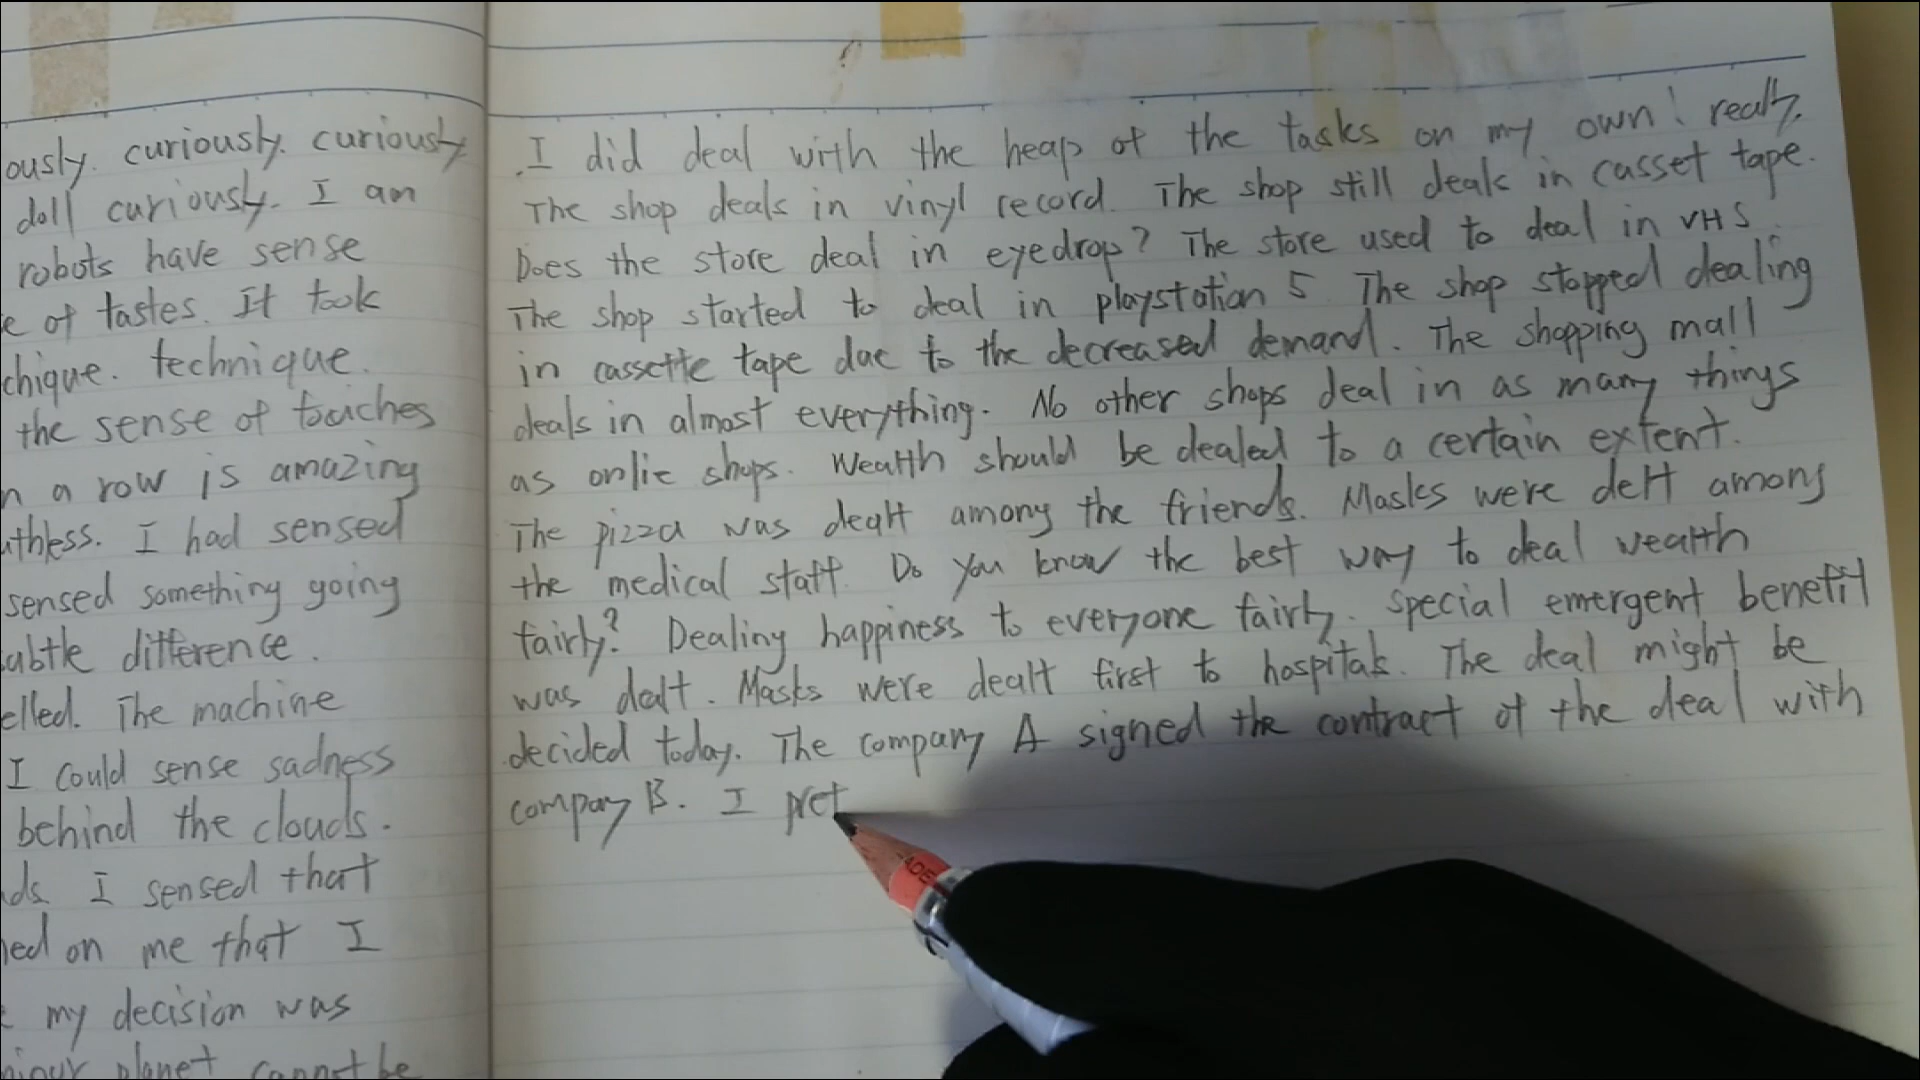 ously. curiously. curiously.
doll curiously. I am
robots have sense
e of tastes. It took
chique. technique.
the sense of touches
n a row is amazing
thless. I had sensed
sensed something going
subtle difference.
elled. The machine
I could sense sadness
behind the clouds.
ds. I sensed that
ed on me that I
my decision was
planet cannot be
I did deal with the heap of the tasks on my own! really.
The shop deals in vinyl record. The shop still deals in casset tape.
Does the store deal in eyedrop? The store used to deal in VHS.
The shop started to deal in playstation 5. The shop stopped dealing
in cassette tape due to the decreased demand. The shopping mall
deals in almost everything. No other shops deal in as many things
as onlie shops. Wealth should be dealed to a certain extent.
The pizza was dealt among the friends. Masks were delt among
the medical staff. Do you know the best way to deal wealth
fairly? Dealing happiness to everyone fairly. Special emergent benefit
was dalt. Masks were dealt first to hospitals. The deal might be
decided today. The company A signed the contract of the deal with
company B. I pret
ADE